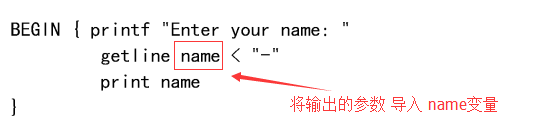 BEGIN { printf "Enter your name: "
getline name < "-"
print name
将输出的参数 导入 name变量
}